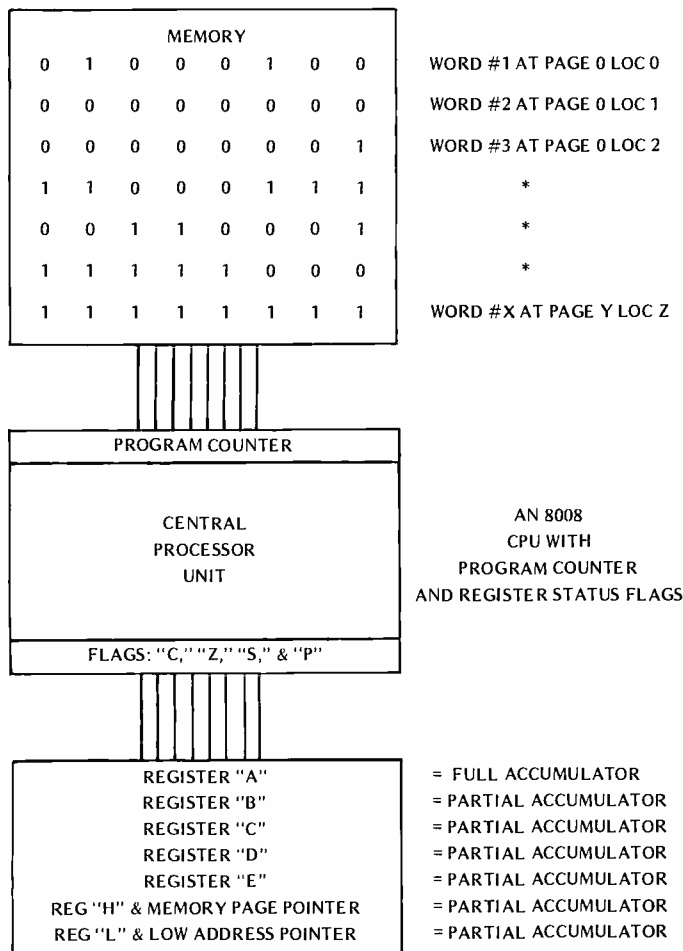 MEMORY
0 1 0 0 0 1 0 0 WORD #1 AT PAGE 0 LOC 0
0 0 0 0 0 0 0 0 WORD #2 AT PAGE 0 LOC 1
0 0 0 0 0 0 0 1 WORD #3 AT PAGE 0 LOC 2
1 1 0 0 0 1 1 1 *
0 0 1 1 0 0 0 1 *
1 1 1 1 1 0 0 0 *
1 1 1 1 1 1 1 1 WORD #X AT PAGE Y LOC Z
PROGRAM COUNTER
CENTRAL
PROCESSOR
UNIT
AN 8008
CPU WITH
PROGRAM COUNTER
AND REGISTER STATUS FLAGS
FLAGS: "C," "Z," "S," & "P"
REGISTER "A" = FULL ACCUMULATOR
REGISTER "B" = PARTIAL ACCUMULATOR
REGISTER "C" = PARTIAL ACCUMULATOR
REGISTER "D" = PARTIAL ACCUMULATOR
REGISTER "E" = PARTIAL ACCUMULATOR
REG "H" & MEMORY PAGE POINTER = PARTIAL ACCUMULATOR
REG "L" & LOW ADDRESS POINTER = PARTIAL ACCUMULATOR